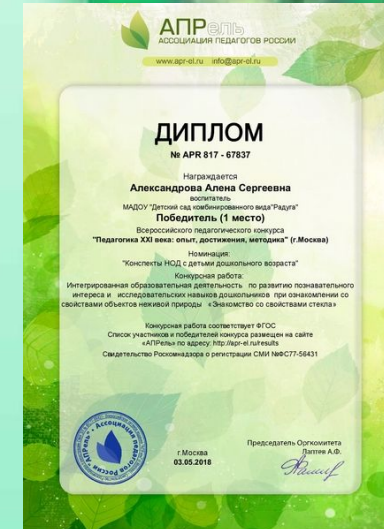 АПРель
АССОЦИАЦИЯ ПЕДАГОГОВ РОССИИ
www.apr-el.ru info@apr-el.ru
ДИПЛОМ
№ APR 817 - 67837
Награждается
Александрова Алена Сергеевна
воспитатель
МАДОУ "Детский сад комбинированного вида"Радуга"
Победитель (1 место)
Всероссийского педагогического конкурса
"Педагогика XXI века: опыт, достижения, методика" (г.Москва)
Номинация:
"Конспекты НОД с детьми дошкольного возраста"
Конкурсная работа:
Интегрированная образовательная деятельность по развитию познавательного
интереса и исследовательских навыков дошкольников при ознакомлении со
свойствами объектов неживой природы «Знакомство со свойствами стекла»
Конкурсная работа соответствует ФГОС
Список участников и победителей конкурса размещен на сайте
«АПРель» по адресу: http://apr-el.ru/results
Свидетельство Роскомнадзора о регистрации СМИ №ФС77-56431
Ассоциация педагогов России "АПРель"
г.Москва
03.05.2018
Председатель Оргкомитета
Лаптев А.Ф.